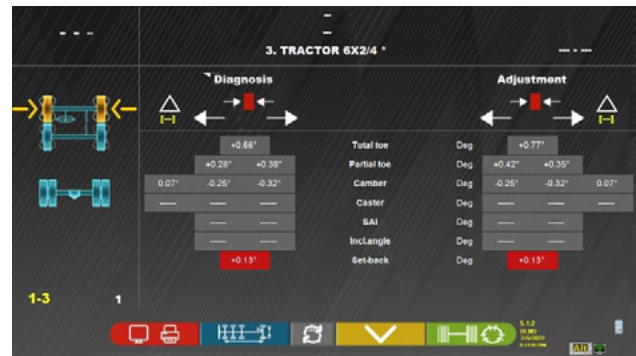 --- --
--
3. TRACTOR 6X2/4 * --- ---
Diagnosis Adjustment
[---] [---]
+0.66° Total toe Deg +0.77°
+0.28° +0.38° Partial toe Deg +0.42° +0.35°
0.07° -0.25° -0.32° Camber Deg -0.25° -0.32° 0.07°
----- ----- ----- Caster Deg ----- ----- -----
----- ----- SAI Deg ----- -----
----- ----- Incl.angle Deg ----- -----
+0.13° Set-back Deg +0.13°
1-3 1
5.1.2
DEMO
Alt